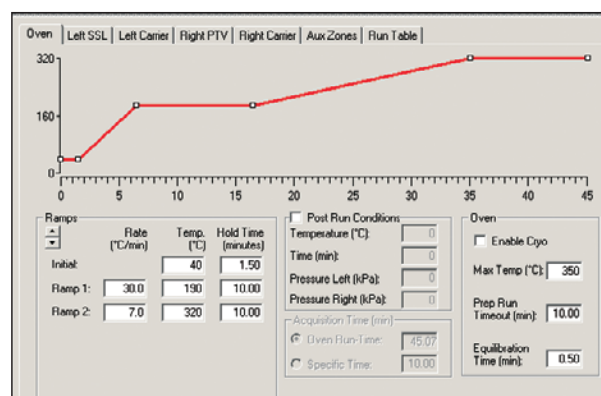 Oven Left SSL Left Carrier Right PTV Right Carrier Aux Zones Run Table
320
160
0
0 5 10 15 20 25 30 35 40 45
Ramps
Rate (°C/min) Temp. (°C) Hold Time (minutes)
Initial: 40 1.50
Ramp 1: 30.0 190 10.00
Ramp 2: 7.0 320 10.00
Post Run Conditions
Temperature (°C): 0
Time (min): 0
Pressure Left (kPa): 0
Pressure Right (kPa): 0
Acquisition Time (min)
Oven Run-Time: 45.07
Specific Time: 10.00
Oven
Enable Cryo
Max Temp (°C): 350
Prep Run
Timeout (min): 10.00
Equilibration
Time (min): 0.50